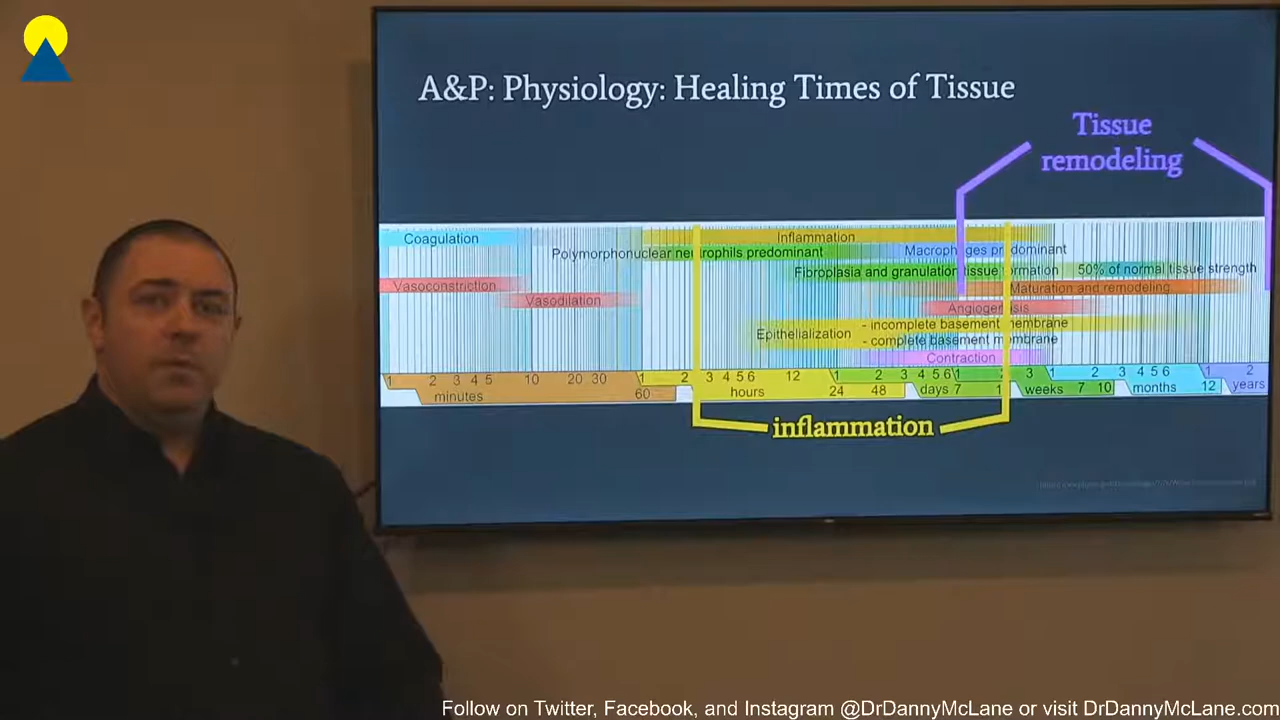 A&P: Physiology: Healing Times of Tissue
Tissue
remodeling
Coagulation
Inflammation
Polymorphonuclear neutrophils predominant
Macrophages predominant
Fibroplasia and granulation tissue formation
50% of normal tissue strength
Vasoconstriction
Maturation and remodeling
Vasodilation
Angiogenesis
Epithelialization
- incomplete basement membrane
- complete basement membrane
Contraction
1 2 3 4 5 10 20 30 1 2 3 4 5 6 12 1 2 3 4 5 6 1 2 3 1 2 3 4 5 6 1 2
minutes 60 hours 24 48 days 7 weeks 7 10 months 12 years
inflammation
Follow on Twitter, Facebook, and Instagram @DrDannyMcLane or visit DrDannyMcLane.com